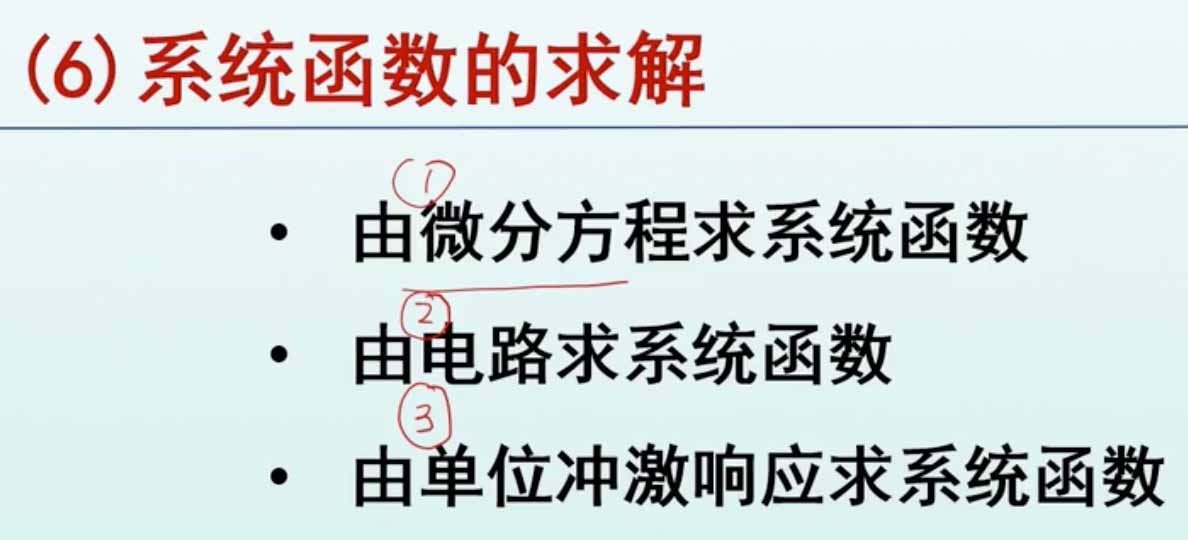 (6)系统函数的求解
①
• 由微分方程求系统函数
②
• 由电路求系统函数
③
• 由单位冲激响应求系统函数